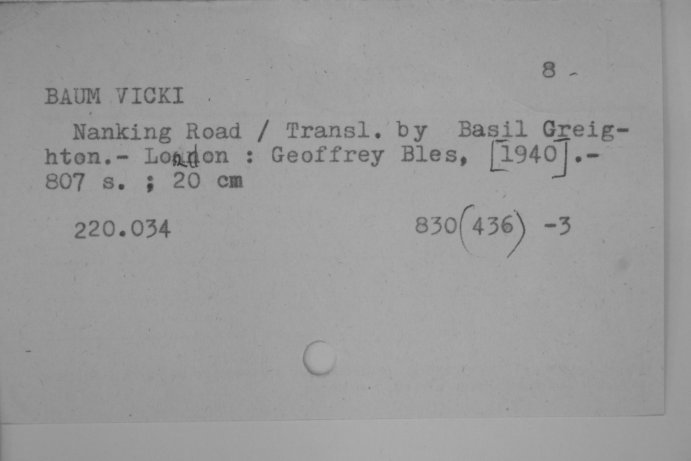 8 -
BAUM VICKI
Nanking Road / Transl. by Basil Greig-
hton.- London : Geoffrey Bles, [1940].-
807 s. ; 20 cm
220.034 830(436) -3